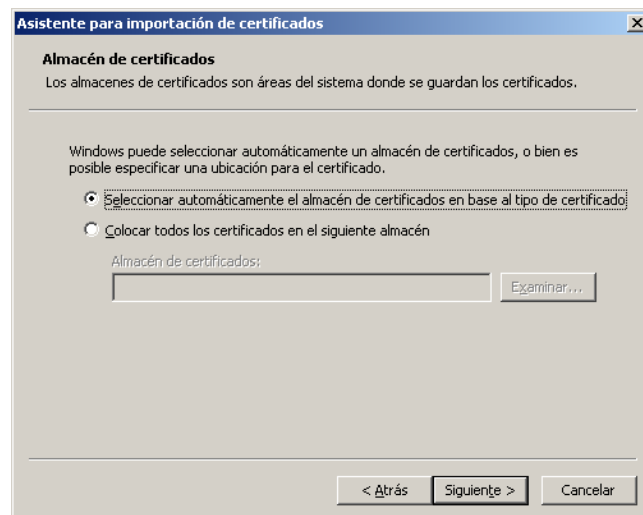 Asistente para importación de certificados
Almacén de certificados
Los almacenes de certificados son áreas del sistema donde se guardan los certificados.
Windows puede seleccionar automáticamente un almacén de certificados, o bien es
posible especificar una ubicación para el certificado.
Seleccionar automáticamente el almacén de certificados en base al tipo de certificado
Colocar todos los certificados en el siguiente almacén
Almacén de certificados:
Examinar...
< Atrás
Siguiente >
Cancelar